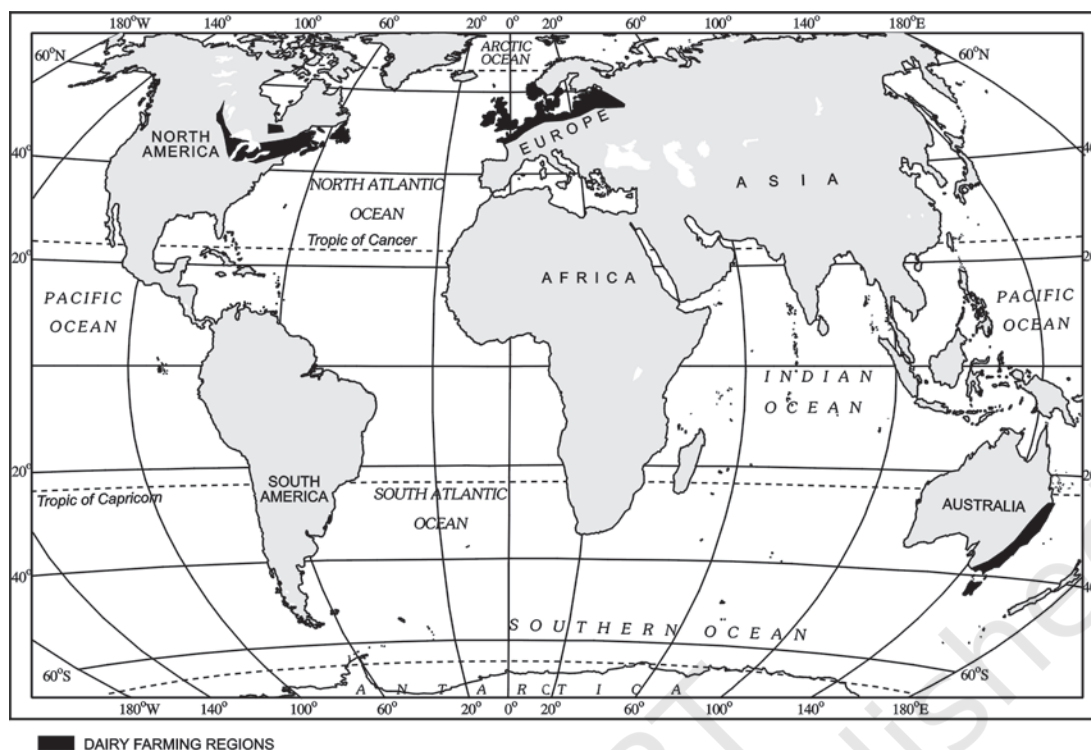 180°W 140° 100° 60° 20° 0° 20° 60° 100° 140° 180°E
60°N
ARCTIC
OCEAN
60°N
NORTH
AMERICA
EUROPE
40°
40
ASIA
NORTH ATLANTIC
OCEAN
Tropic of Cancer
20°
20
AFRICA
PACIFIC
OCEAN
PACIFIC
OCEAN
INDIAN
OCEAN
20°
20
SOUTH
AMERICA
Tropic of Capricorn
SOUTH ATLANTIC
OCEAN
AUSTRALIA
40°
40
SOUTHERN OCEAN
60°S
60°S
ANTARCTICA
180°W 140° 100° 60° 20° 0° 20° 60° 100° 140° 180°E
DAIRY FARMING REGIONS